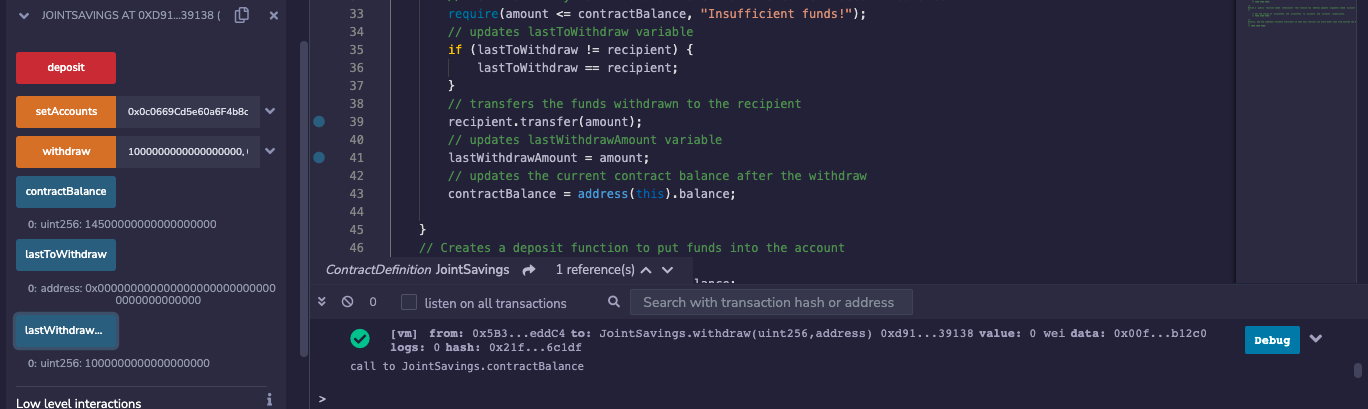 JOINTSAVINGS AT 0XD91...39138 (
deposit
setAccounts 0x0c0669Cd5e60a6F4b8c
withdraw 1000000000000000000,
contractBalance
0: uint256: 14500000000000000000
lastToWithdraw
0: address: 0x00000000000000000000000000
00000000000000
lastWithdraw...
0: uint256: 1000000000000000000
Low level interactions
33 require(amount <= contractBalance, "Insufficient funds!");
34 // updates lastToWithdraw variable
35 if (lastToWithdraw != recipient) {
36 lastToWithdraw == recipient;
37 }
38 // transfers the funds withdrawn to the recipient
39 recipient.transfer(amount);
40 // updates lastWithdrawAmount variable
41 lastWithdrawAmount = amount;
42 // updates the current contract balance after the withdraw
43 contractBalance = address(this).balance;
44
45 }
46 // Creates a deposit function to put funds into the account
ContractDefinition JointSavings 1 reference(s)
0 listen on all transactions Search with transaction hash or address
[vm] from: 0x5B3...eddC4 to: JointSavings.withdraw(uint256,address) 0xd91...39138 value: 0 wei data: 0x00f...b12c0
logs: 0 hash: 0x21f...6c1df
Debug
call to JointSavings.contractBalance
>